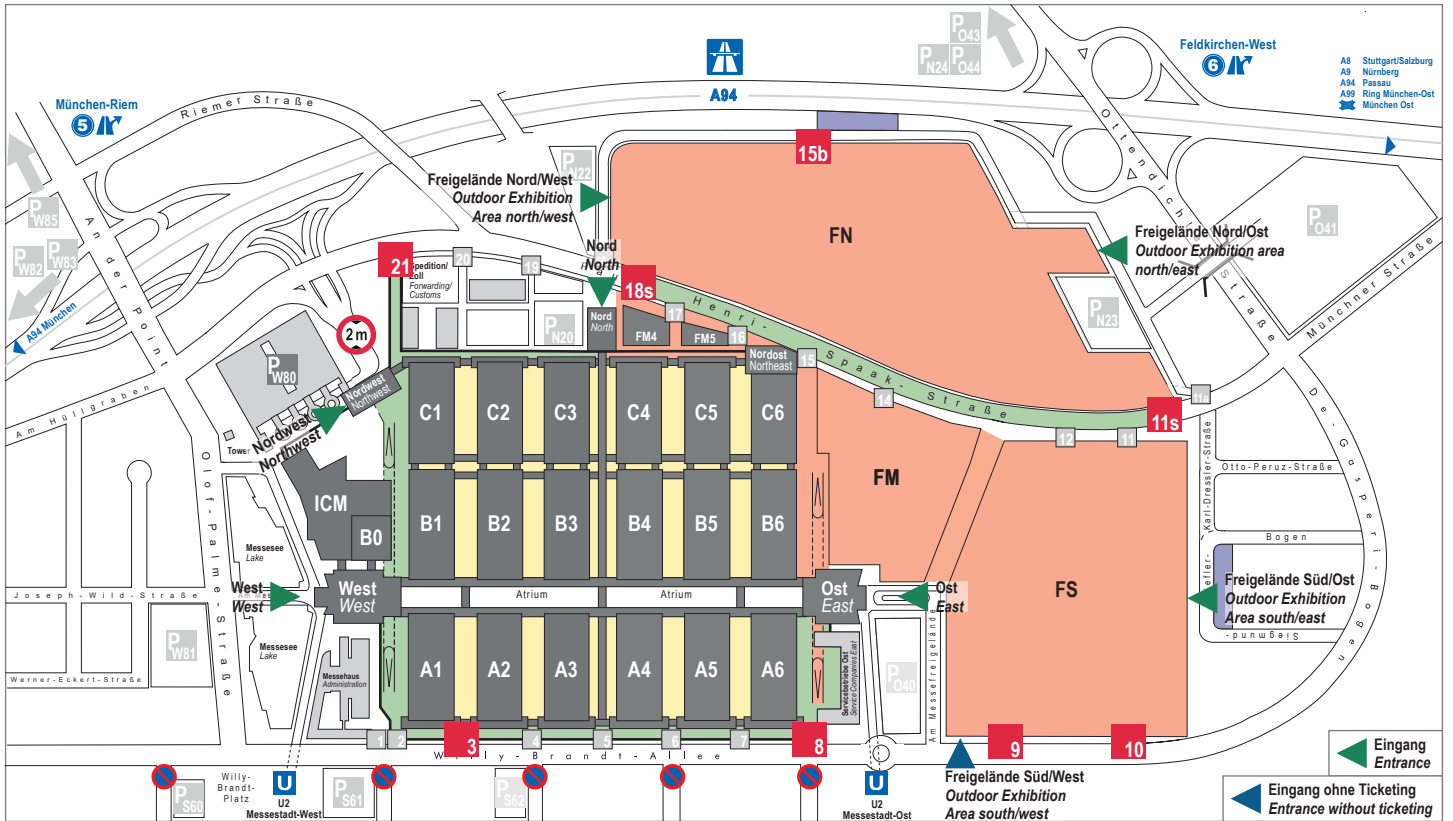 München-Riem
5
Riemer Straße
A94
P
O43
P
N24
P
O44
Feldkirchen-West
6
A8 Stuttgart/Salzburg
A9 Nürnberg
A94 Passau
A99 Ring München-Ost
München Ost
P
W85
P
W82
P
W83
A94 München
An der Point
P
N22
15b
Freigelände Nord/West
Outdoor Exhibition
Area north/west
FN
Ottendichler Straße
P
O41
Freigelände Nord/Ost
Outdoor Exhibition area
north/east
Münchner Straße
P
N23
21
Spedition/
Zoll
Forwarding/
Customs
20
19
Nord
North
18s
17
16
15
14
12
11
11s
11a
Henri-Spaak-Straße
2 m
P
N20
Nord
North
FM4
FM5
Nordost
Northeast
P
W80
Nordwest
Northwest
Nordwest
Northwest
Am Hüllgraben
Tower
Olof-Palme-Straße
C1
C2
C3
C4
C5
C6
ICM
B0
B1
B2
B3
B4
B5
B6
FM
FS
De-Gasperi-Bogen
Karl-Dressler-Straße
Otto-Peruz-Straße
Bogen
Siegmund-
Messesee
Lake
West
West
West
West
Atrium
Atrium
Ost
East
Ost
East
Joseph-Wild-Straße
Freigelände Süd/Ost
Outdoor Exhibition
Area south/east
P
W81
Messesee
Lake
Werner-Eckert-Straße
Messehaus
Administration
A1
A2
A3
A4
A5
A6
Servicebetriebe Ost
Service Companies East
P
O40
Am Messefreigelände
1
2
3
4
5
6
7
8
9
10
Willy-Brandt-Allee
P
S60
Willy-
Brandt-
Platz
U
U2
Messestadt-West
P
S61
P
S62
U
U2
Messestadt-Ost
Freigelände Süd/West
Outdoor Exhibition
Area south/west
Eingang
Entrance
Eingang ohne Ticketing
Entrance without ticketing